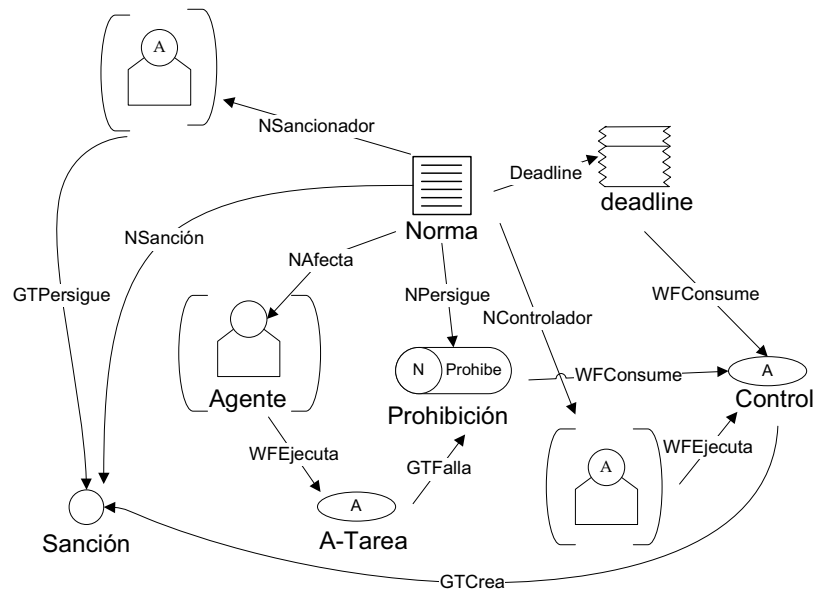 A
NSancionador
Deadline
deadline
Norma
NSanción
NAfecta
GTPersigue
NPersigue
NControlador
WFConsume
N Prohibe
WFConsume
A
Agente
Prohibición
Control
WFEjecuta
GTFalla
WFEjecuta
A
A
Sanción
A-Tarea
GTCrea